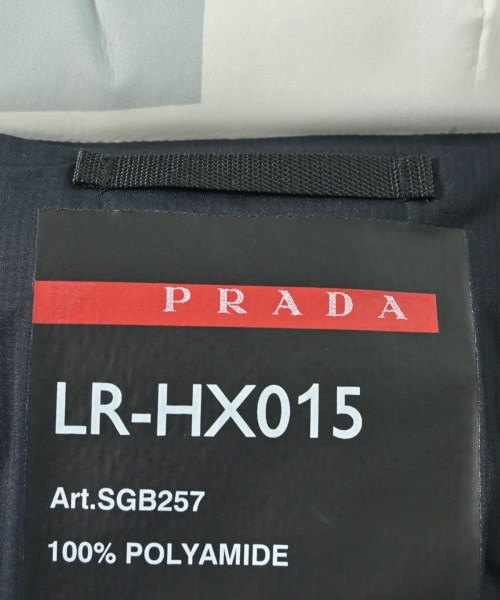 PRADA
LR-HX015
Art.SGB257
100% POLYAMIDE